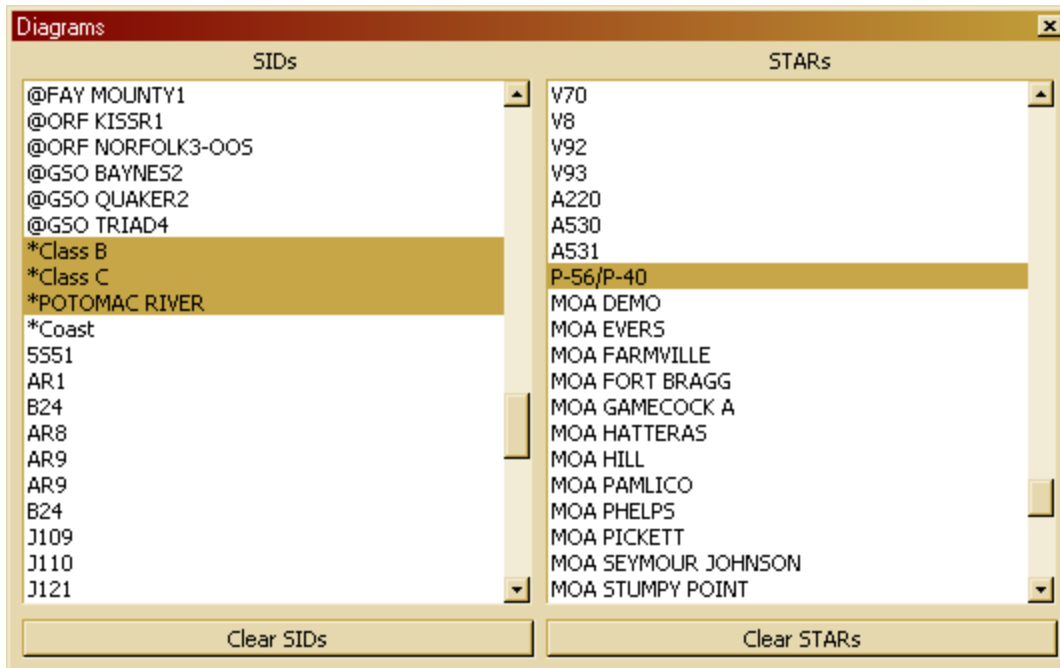 Diagrams
SIDs
@FAY MOUNTY1
@ORF KISSR1
@ORF NORFOLK3-OOS
@GSO BAYNES2
@GSO QUAKER2
@GSO TRIAD4
*Class B
*Class C
*POTOMAC RIVER
*Coast
5S51
AR1
B24
AR8
AR9
AR9
B24
J109
J110
J121
Clear SIDs
STARs
V70
V8
V92
V93
A220
A530
A531
P-56/P-40
MOA DEMO
MOA EVERS
MOA FARMVILLE
MOA FORT BRAGG
MOA GAMECOCK A
MOA HATTERAS
MOA HILL
MOA PAMLICO
MOA PHELPS
MOA PICKETT
MOA SEYMOUR JOHNSON
MOA STUMPY POINT
Clear STARs